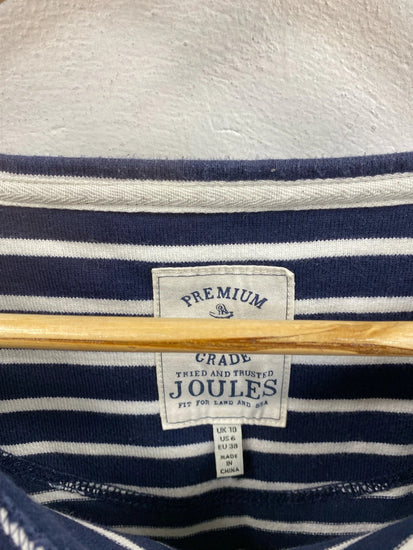 PREMIUM
GRADE
TRIED AND TRUSTED
JOULES
FIT FOR LAND AND SEA
UK 10
US 6
EU 38
MADE
IN
CHINA